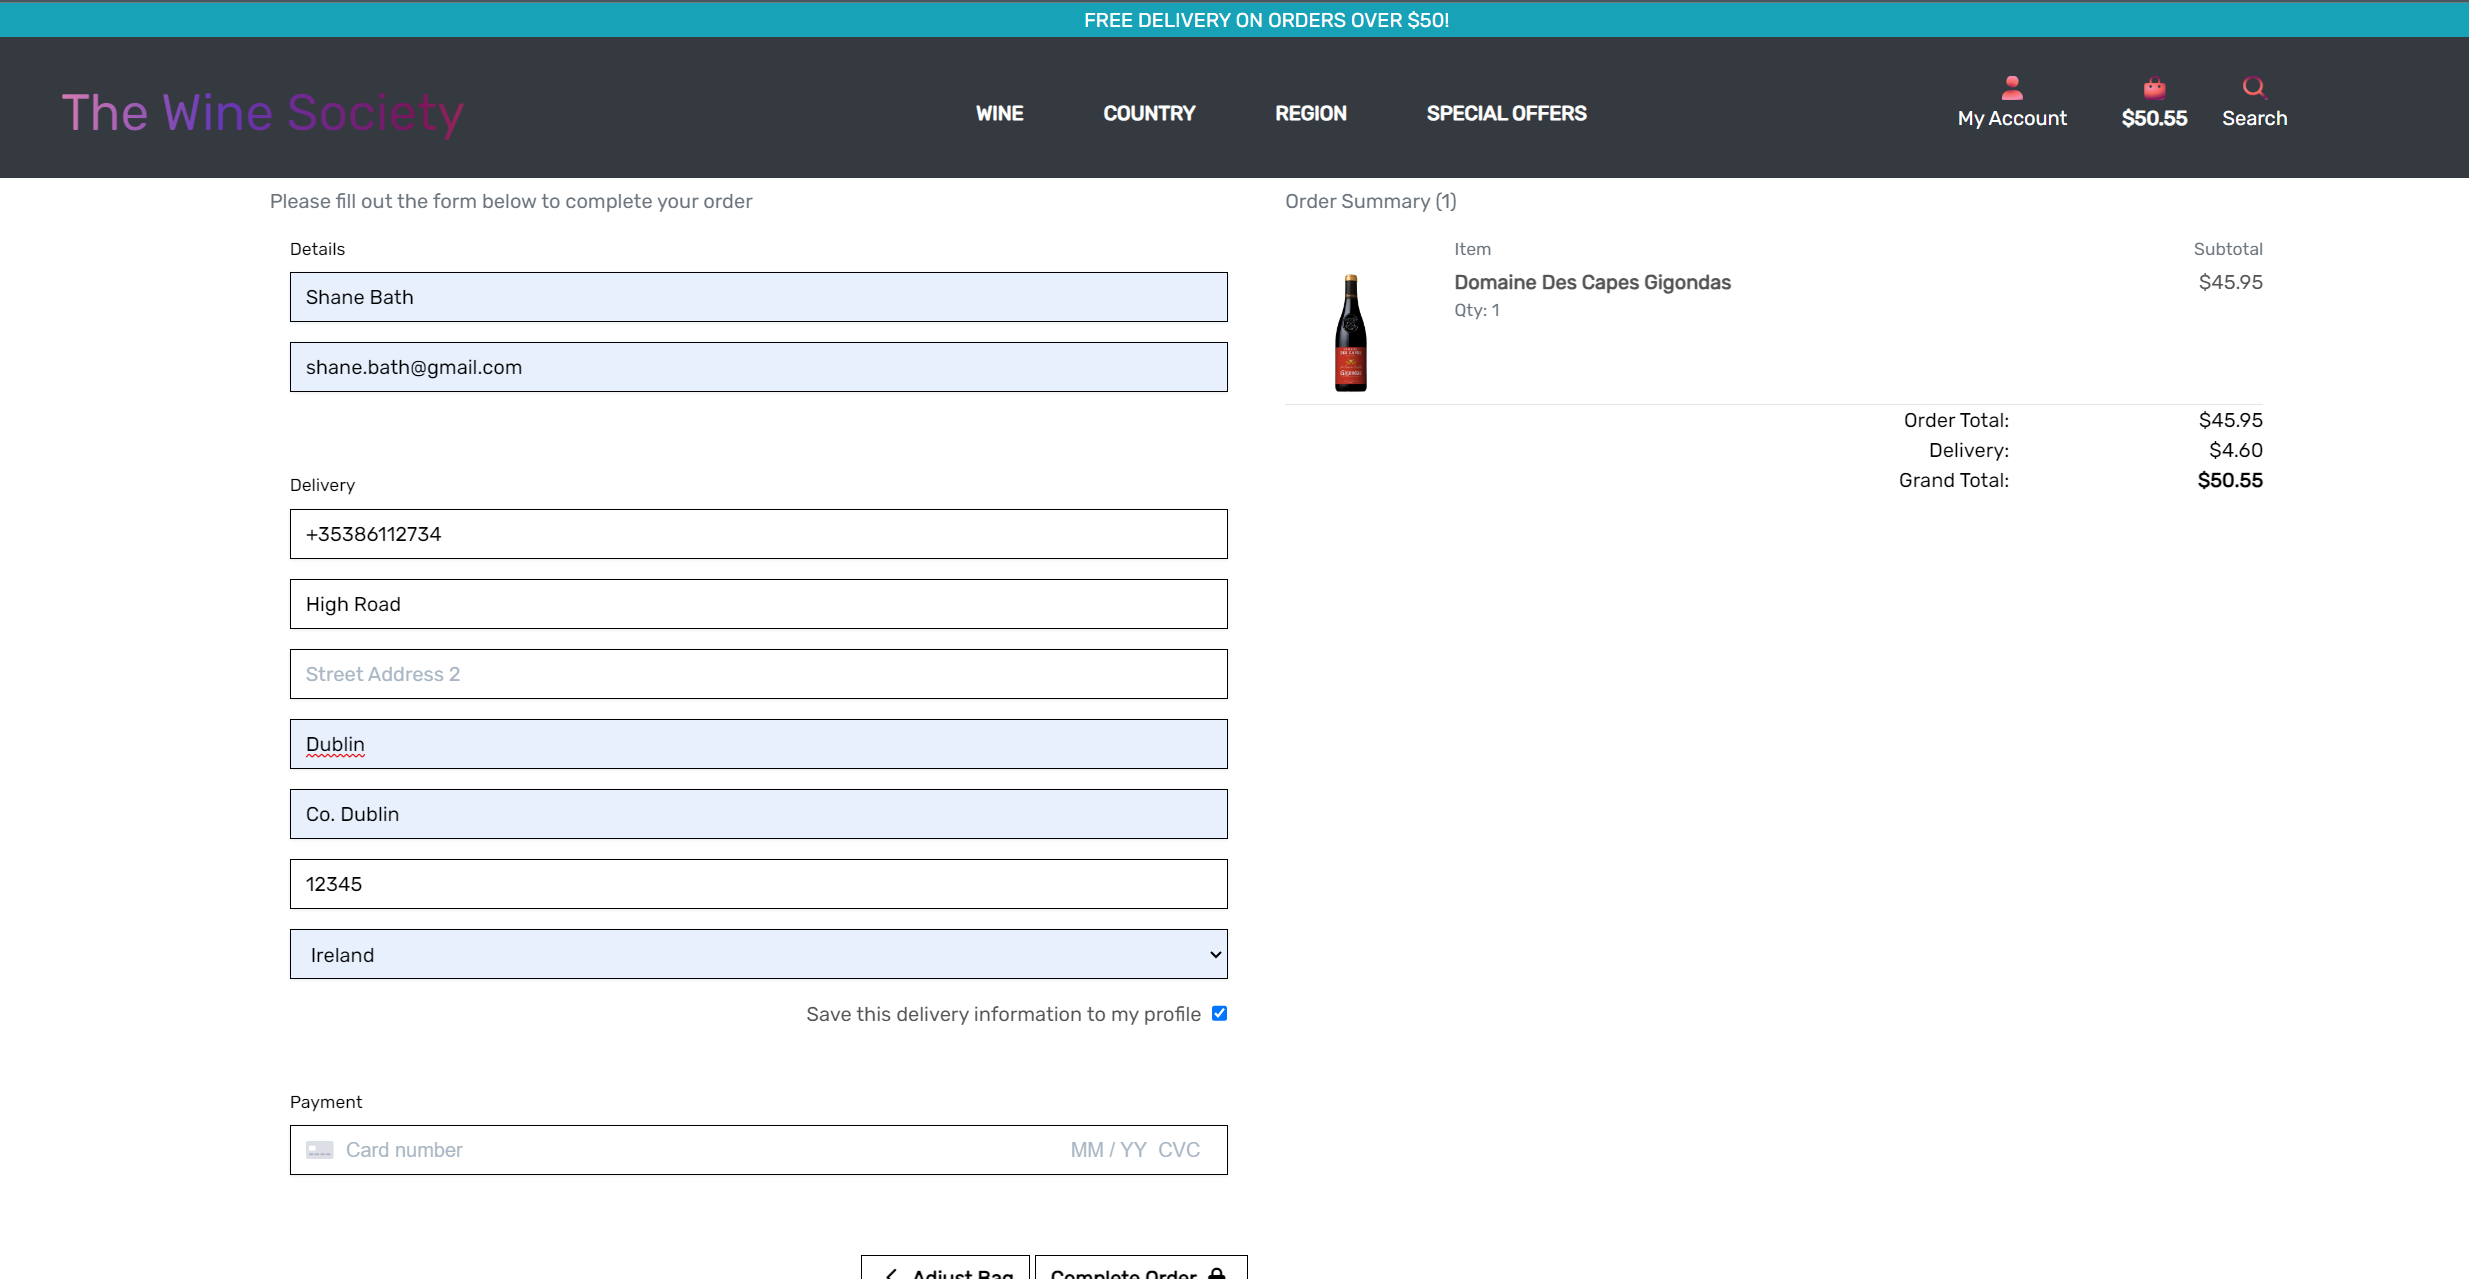 FREE DELIVERY ON ORDERS OVER $50!
The Wine Society
WINE COUNTRY REGION SPECIAL OFFERS
My Account $50.55 Search
Please fill out the form below to complete your order
Details
Shane Bath
shane.bath@gmail.com
Delivery
+35386112734
High Road
Street Address 2
Dublin
Co. Dublin
12345
Ireland
Save this delivery information to my profile
Payment
Card number MM / YY CVC
Adjust Bag Complete Order
Order Summary (1)
Item Subtotal
Domaine Des Capes Gigondas $45.95
Qty: 1
DES CAPES
Gigondas
Order Total: $45.95
Delivery: $4.60
Grand Total: $50.55